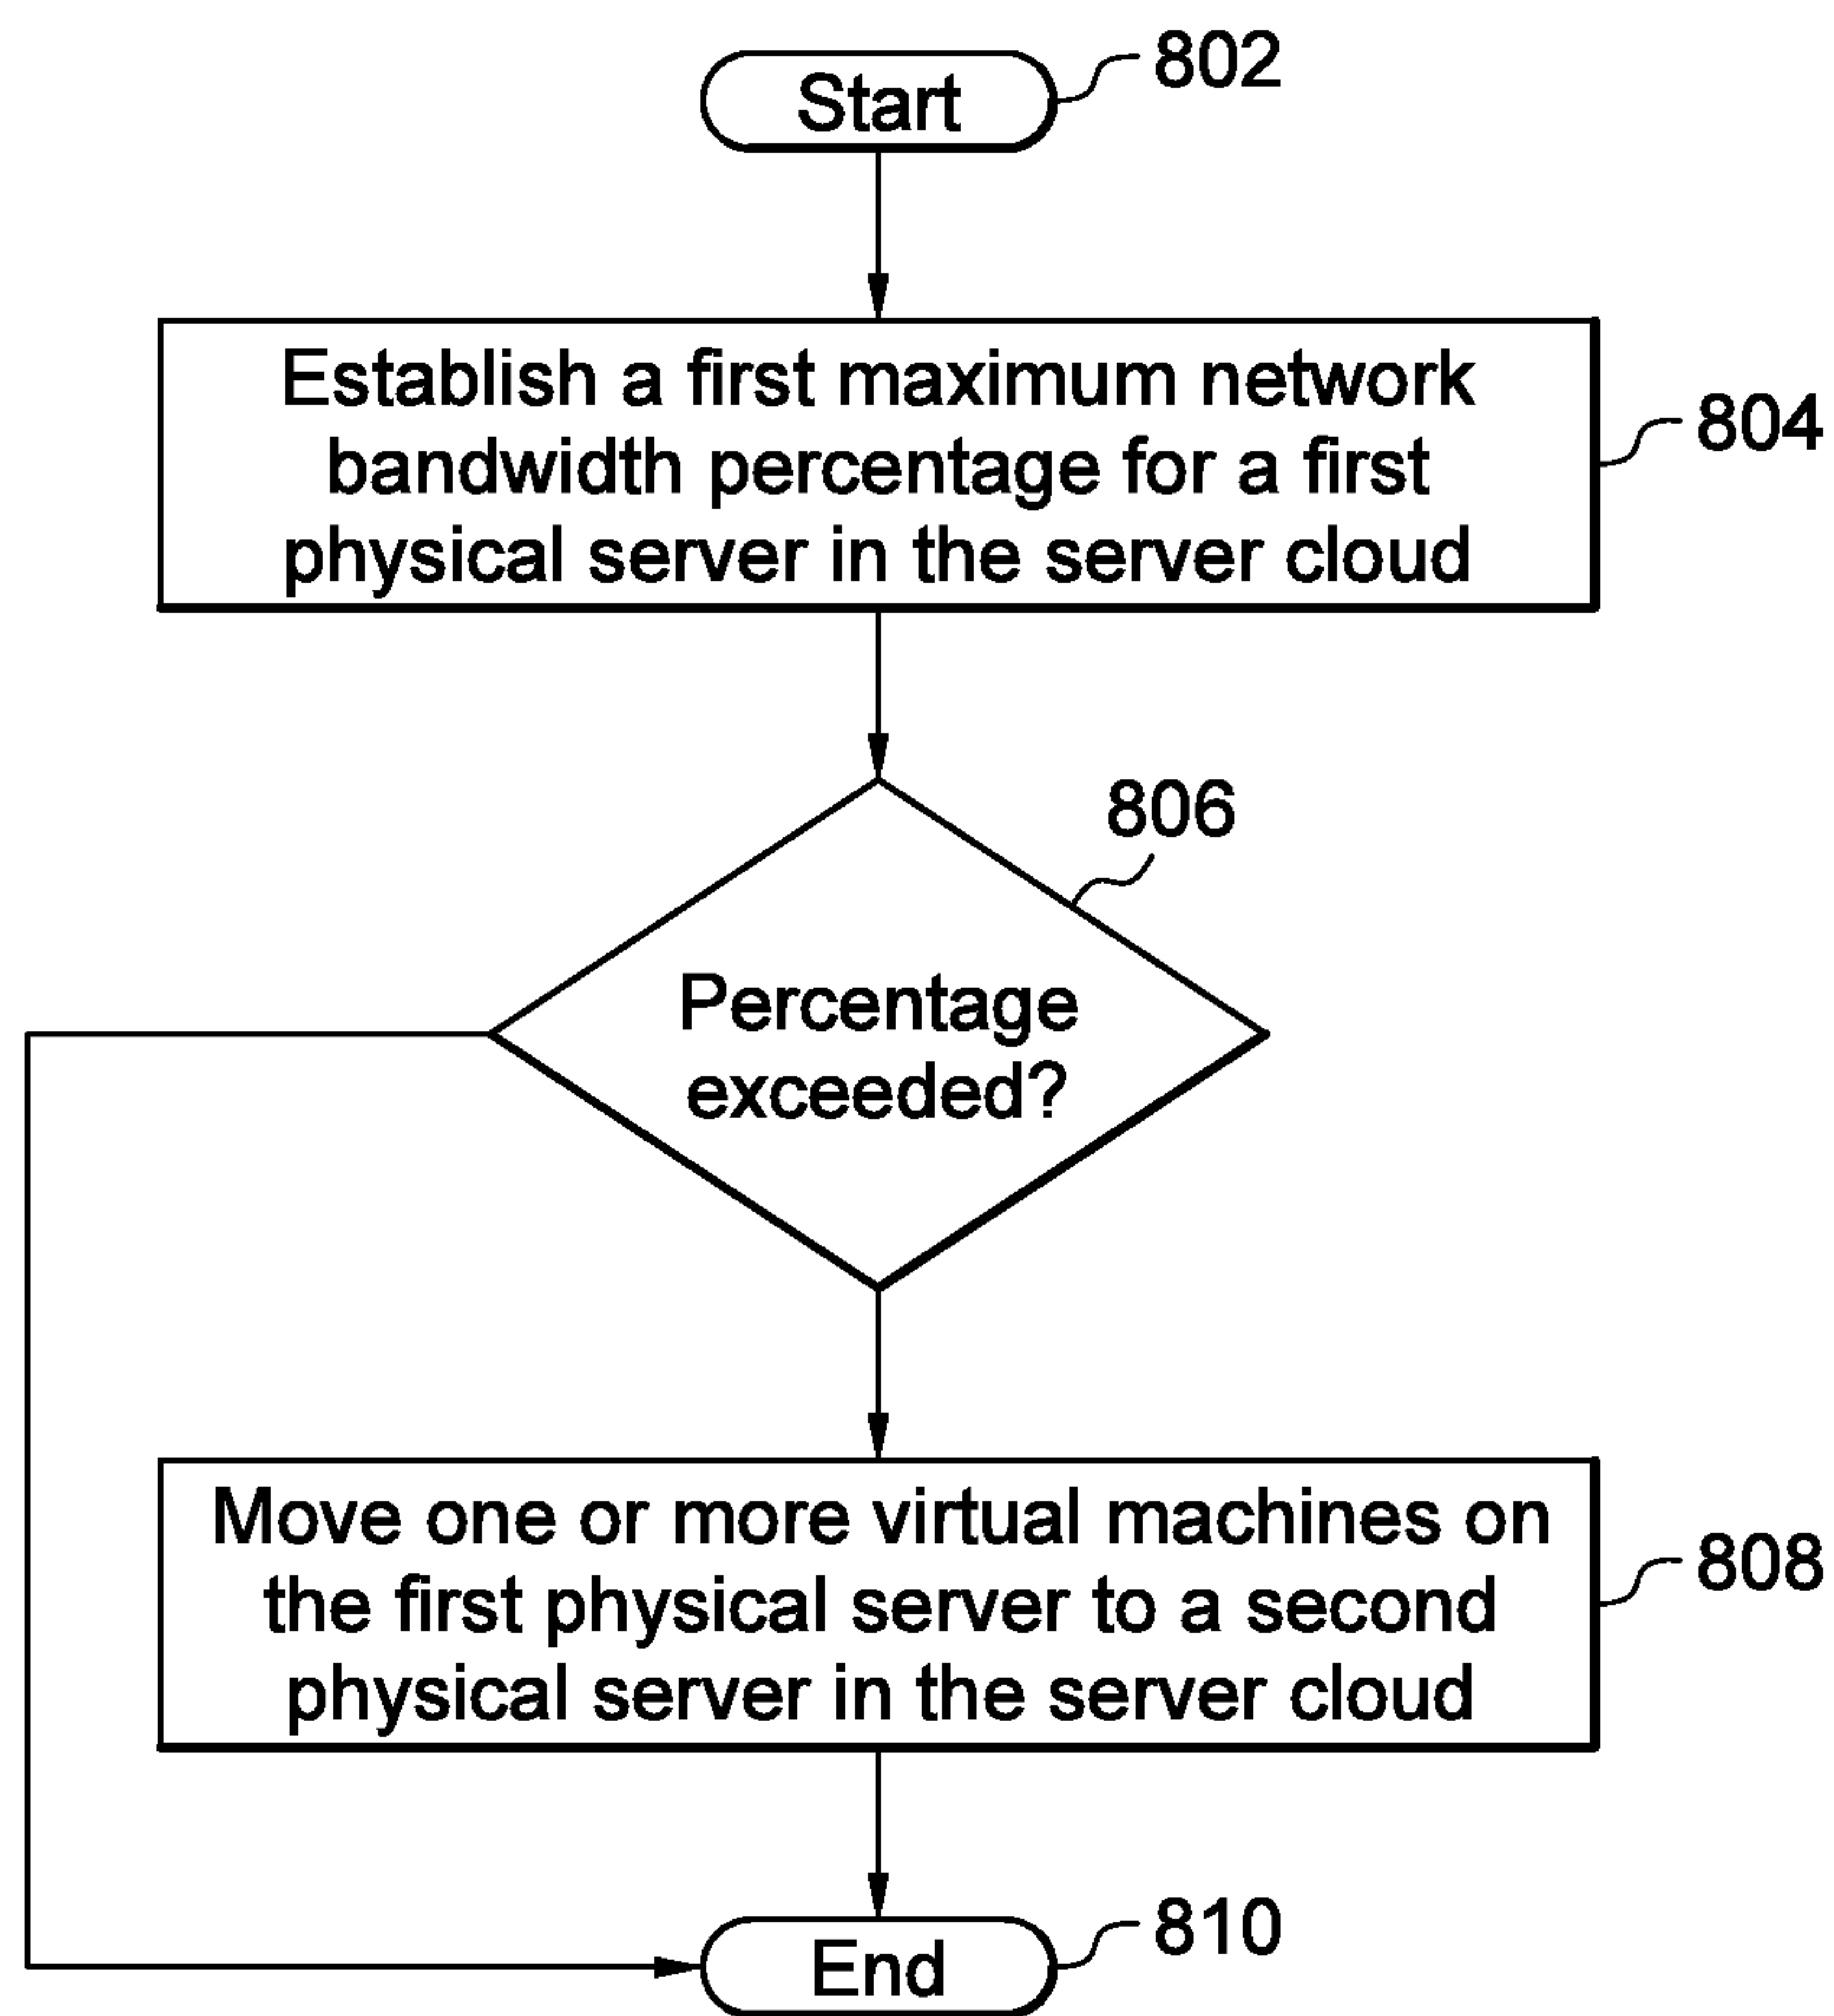 Start
802
Establish a first maximum network
bandwidth percentage for a first
physical server in the server cloud
804
806
Percentage
exceeded?
Move one or more virtual machines on
the first physical server to a second
physical server in the server cloud
808
End
810